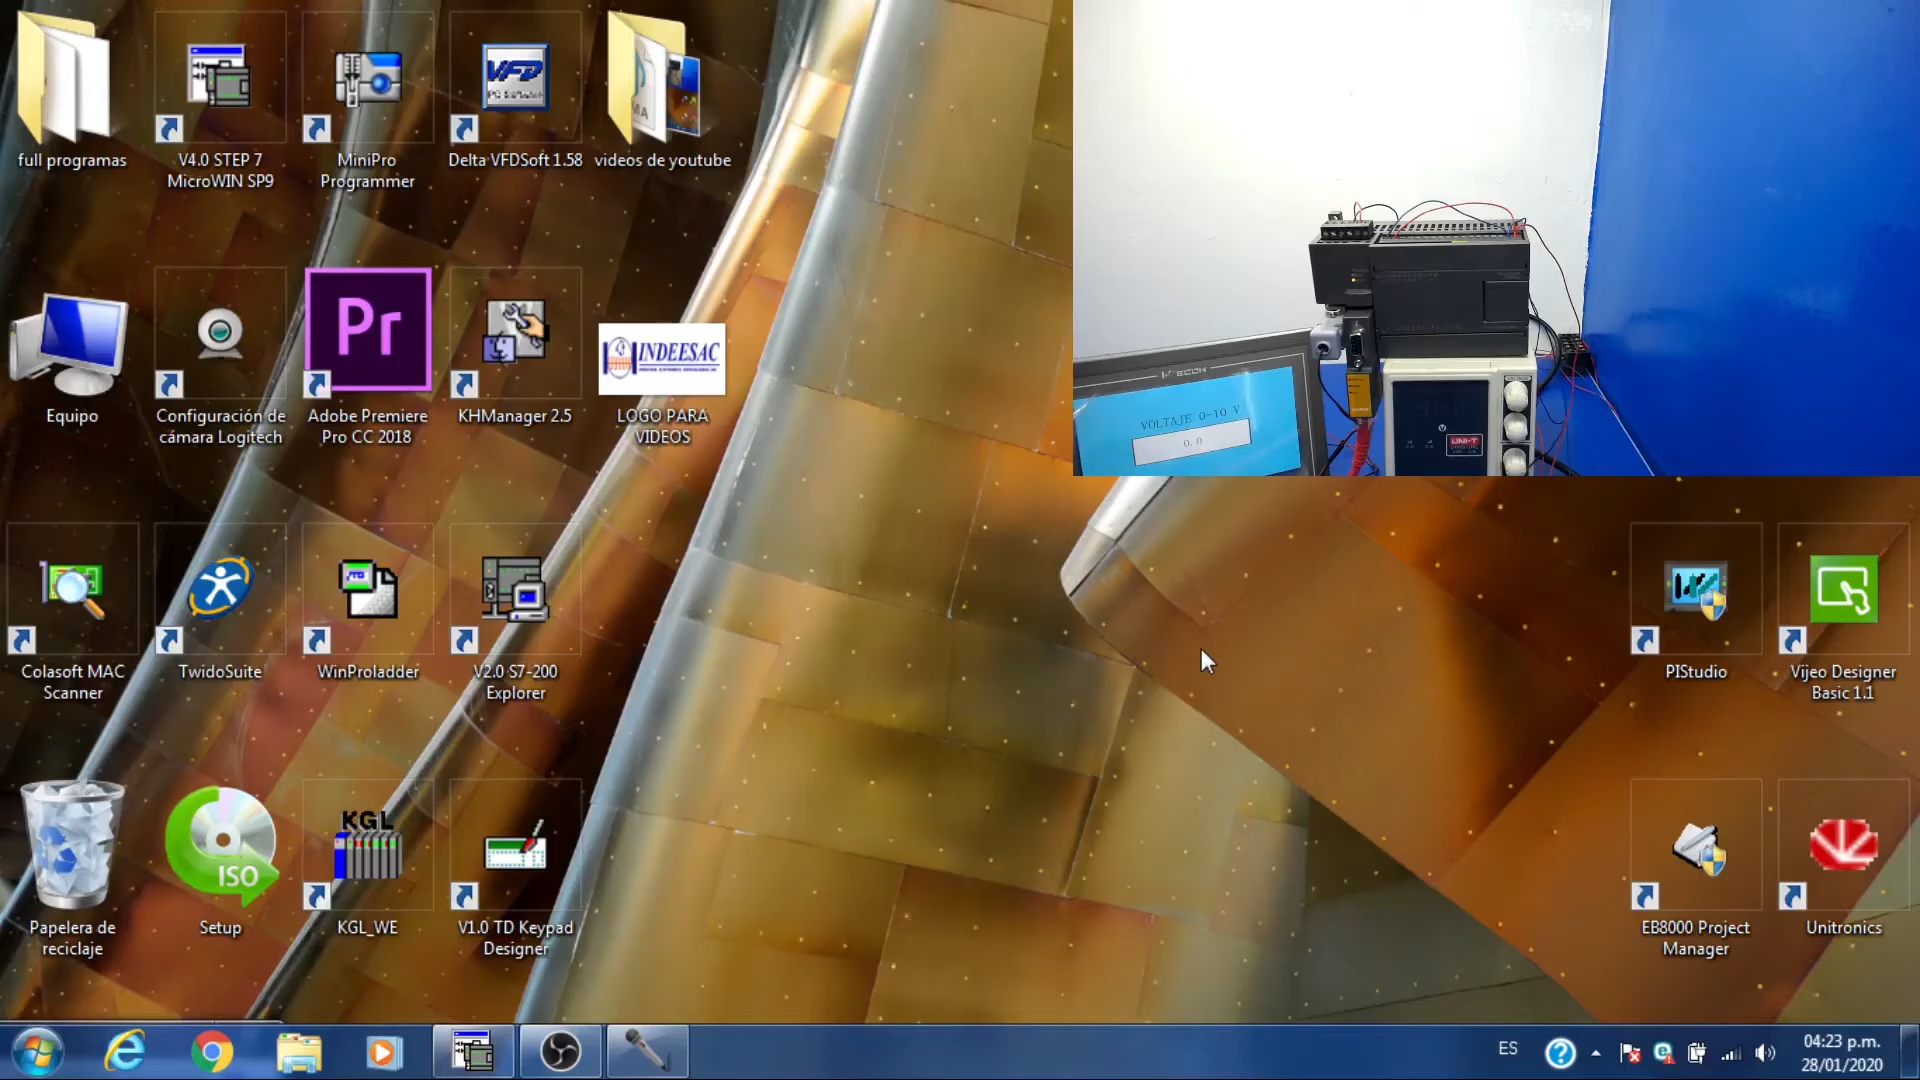 full programas
V4.0 STEP 7
MicroWIN SP9
MiniPro
Programmer
VFD
Delta VFDSoft 1.58
videos de youtube
Equipo
Configuración de
cámara Logitech
Pr
Adobe Premiere
Pro CC 2018
KHManager 2.5
INDEESAC
LOGO PARA
VIDEOS
WECON
VOLTAJE 0-10 V
0.0
UNI-T
Colasoft MAC
Scanner
TwidoSuite
WinProladder
V2.0 S7-200
Explorer
PIStudio
Vijeo Designer
Basic 1.1
Papelera de
reciclaje
ISO
Setup
KGL
KGL_WE
V1.0 TD Keypad
Designer
EB8000 Project
Manager
Unitronics
ES
04:23 p.m.
28/01/2020